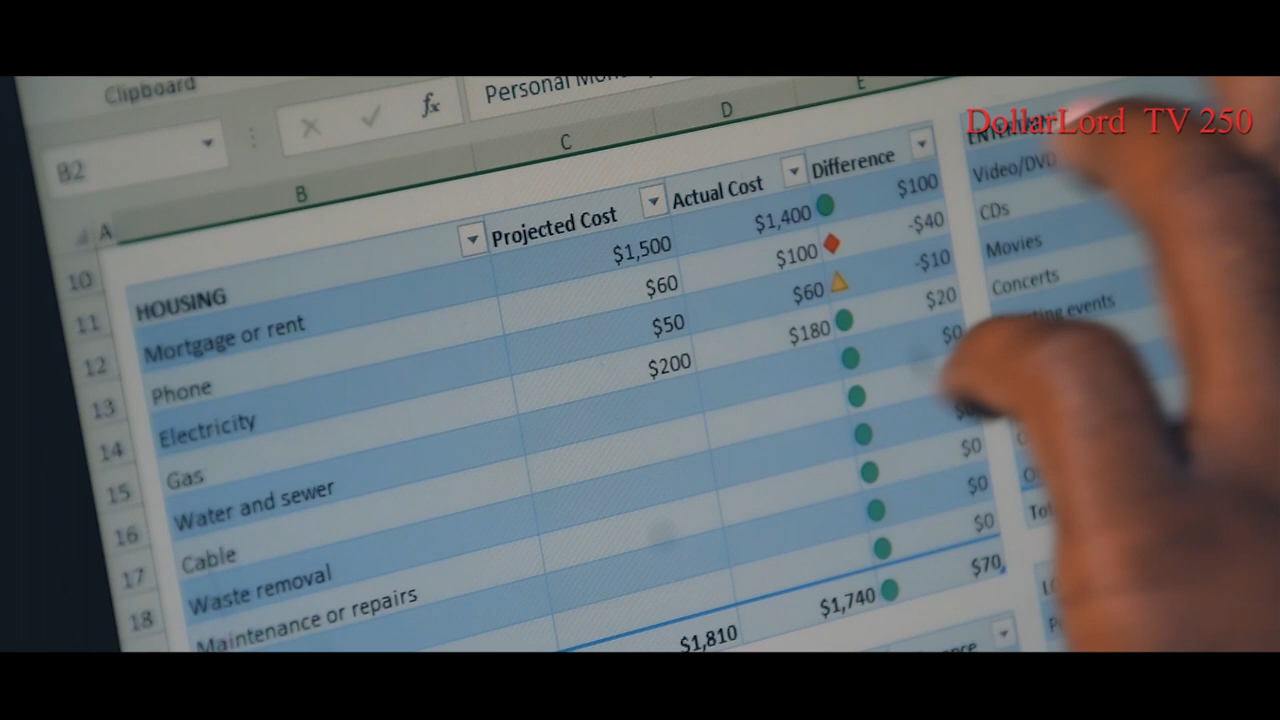 Clipboard
Personal
B2
fx
A B C D E
DollarLord TV 250
10 HOUSING Projected Cost Actual Cost Difference
11 Mortgage or rent $1,500 $1,400 $100
12 Phone $60 $100 -$40
13 Electricity $50 $60 -$10
14 Gas $200 $180 $20
15 Water and sewer $0
16 Cable
17 Waste removal $0
18 Maintenance or repairs $0
$0
$1,810 $1,740 $70
Video/DVD
CDs
Movies
Concerts
events